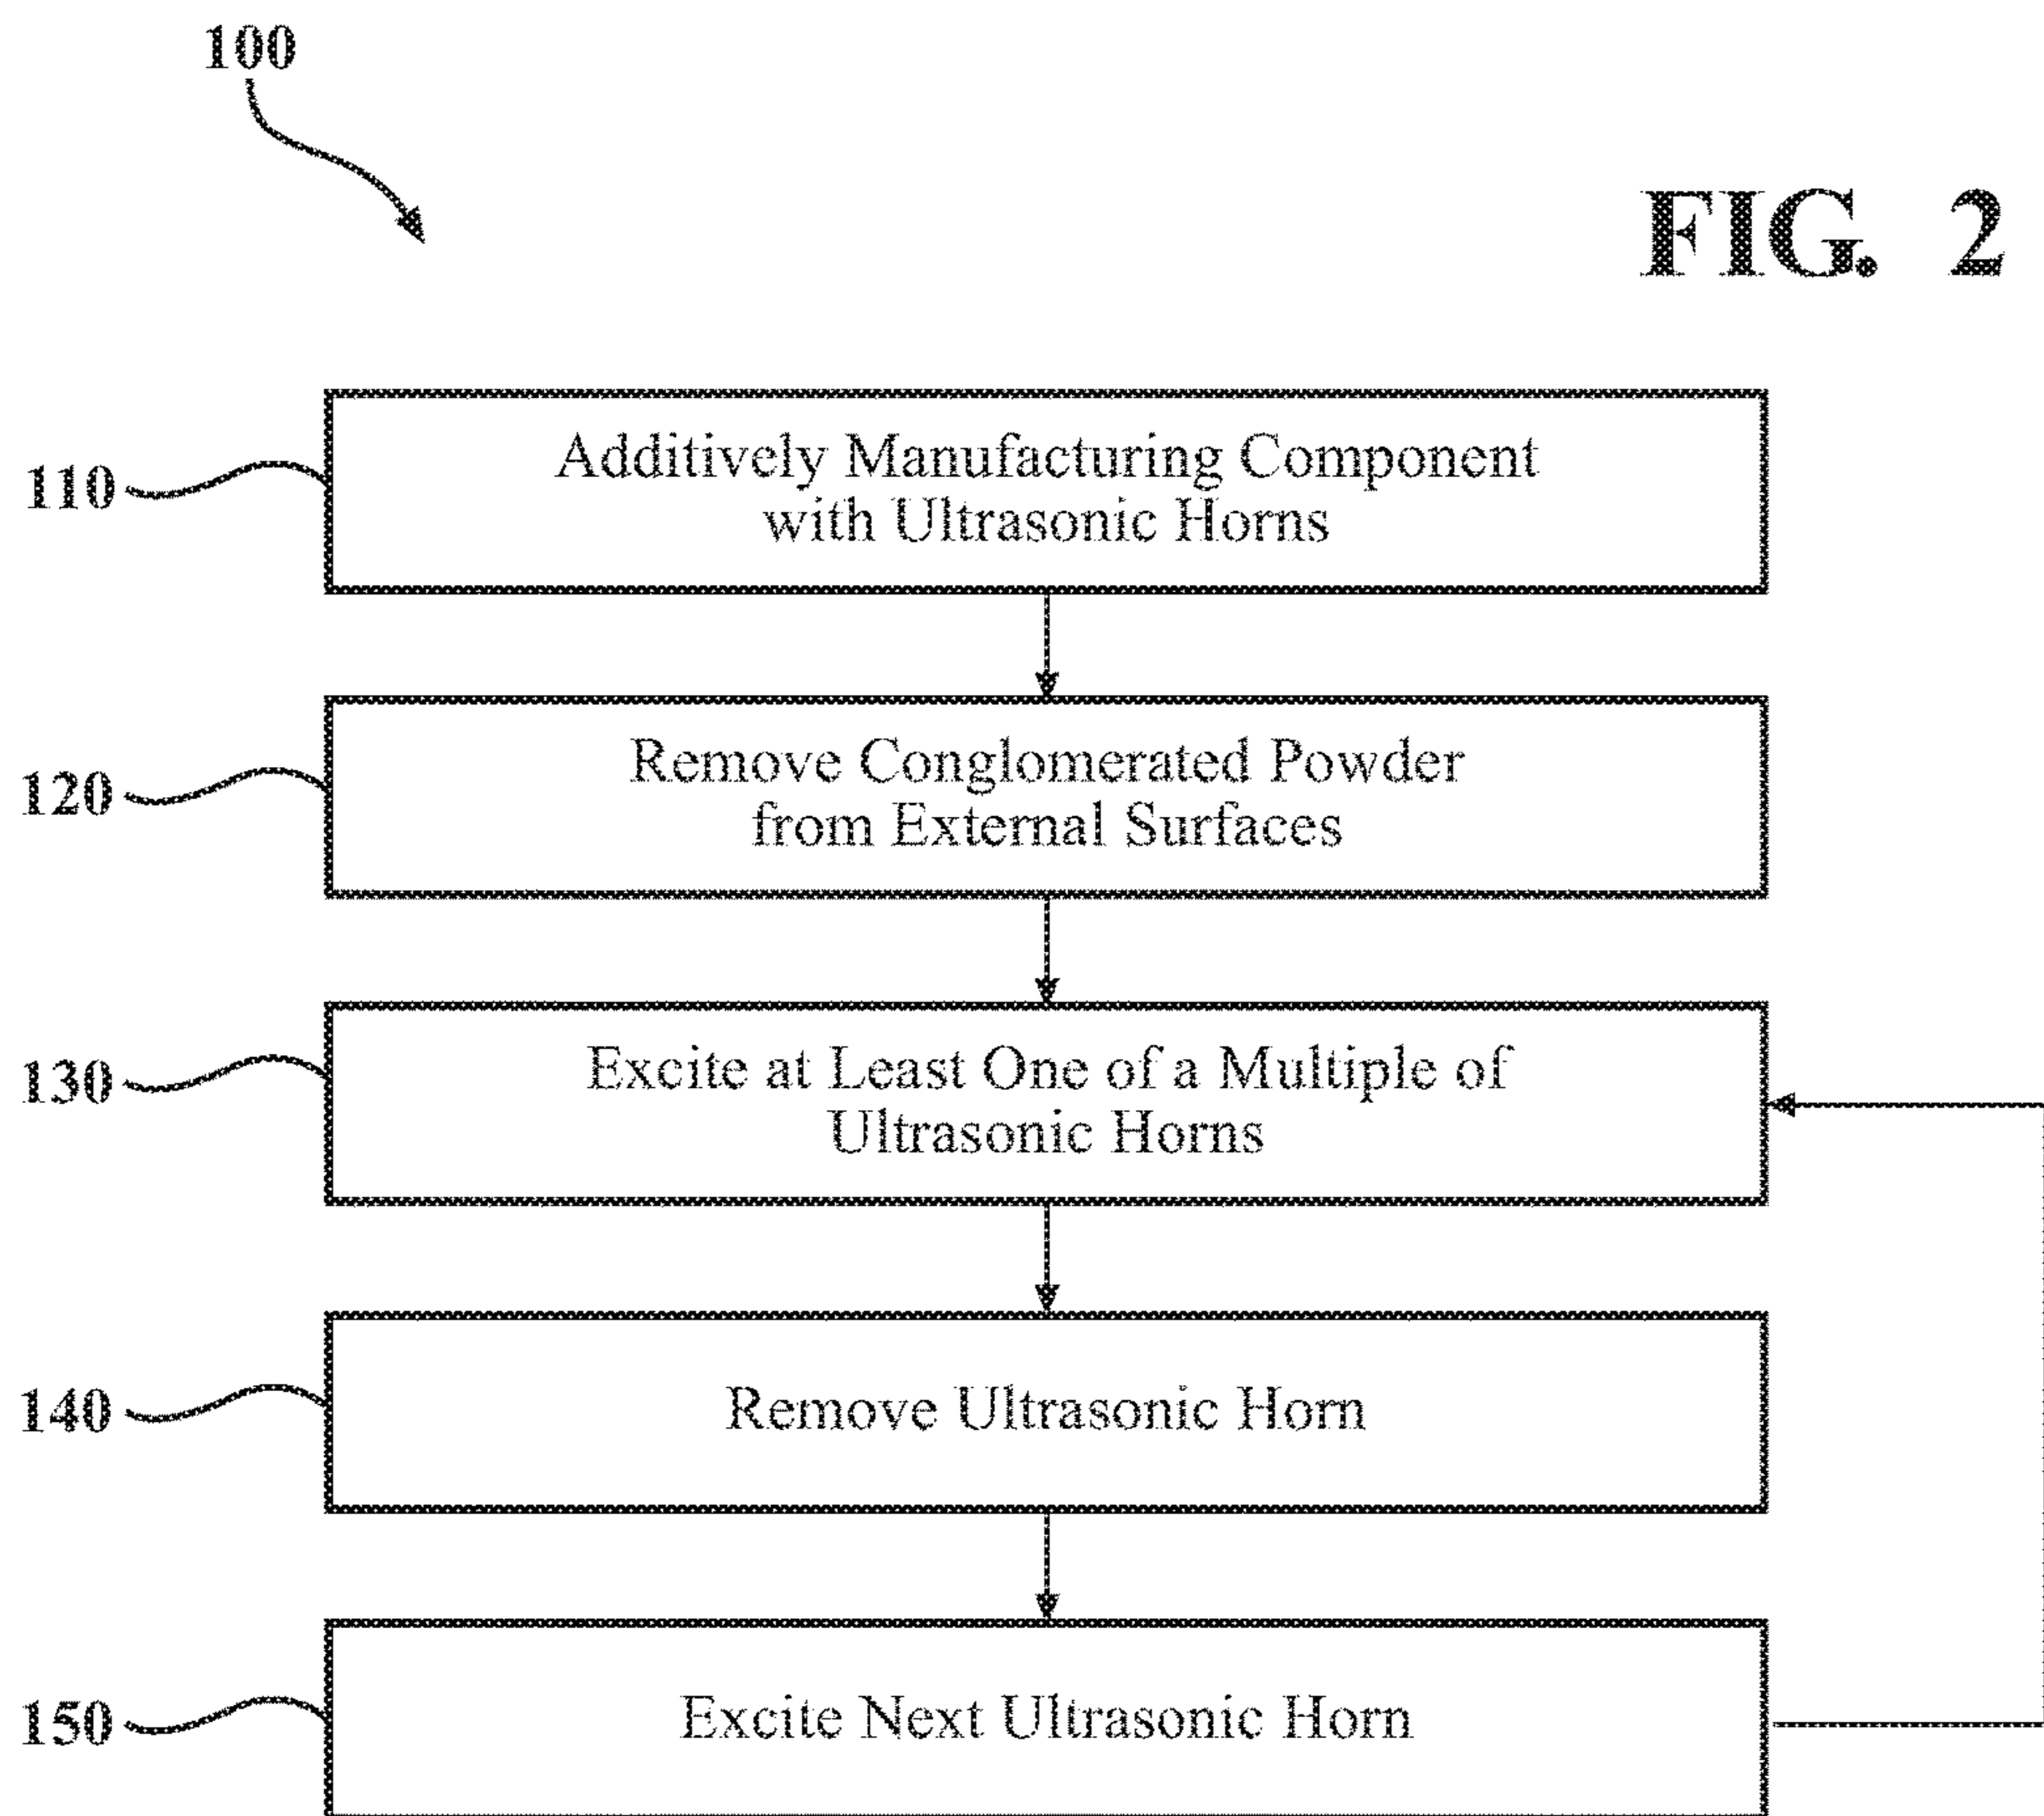 100
FIG. 2
110
Additively Manufacturing Component
with Ultrasonic Horns
120
Remove Conglomerated Powder
from External Surfaces
130
Excite at Least One of a Multiple of
Ultrasonic Horns
140
Remove Ultrasonic Horn
150
Excite Next Ultrasonic Horn